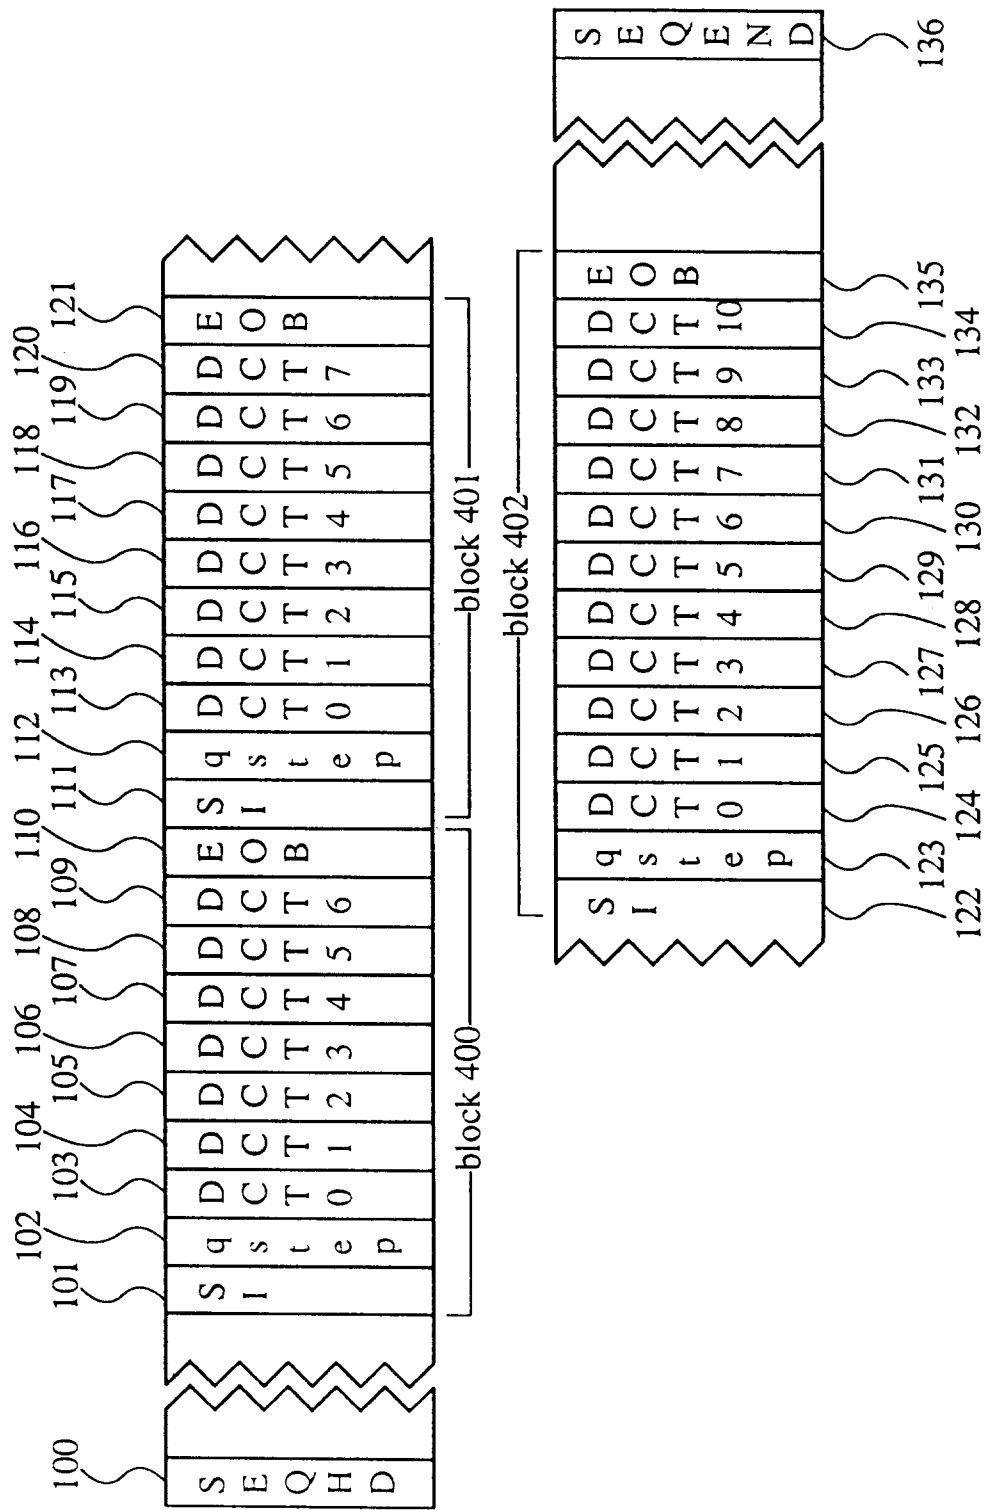 100 101 102 103 104 105 106 107 108 109 110 111 112 113 114 115 116 117 118 119 120 121
SEQHD SI qstep DCT0 DCT1 DCT2 DCT3 DCT4 DCT5 DCT6 EOB SI qstep DCT0 DCT1 DCT2 DCT3 DCT4 DCT5 DCT6 DCT7 EOB
block 400 block 401
block 402
SI qstep DCT0 DCT1 DCT2 DCT3 DCT4 DCT5 DCT6 DCT7 DCT8 DCT9 DCT10 EOB SEQEND
122 123 124 125 126 127 128 129 130 131 132 133 134 135 136